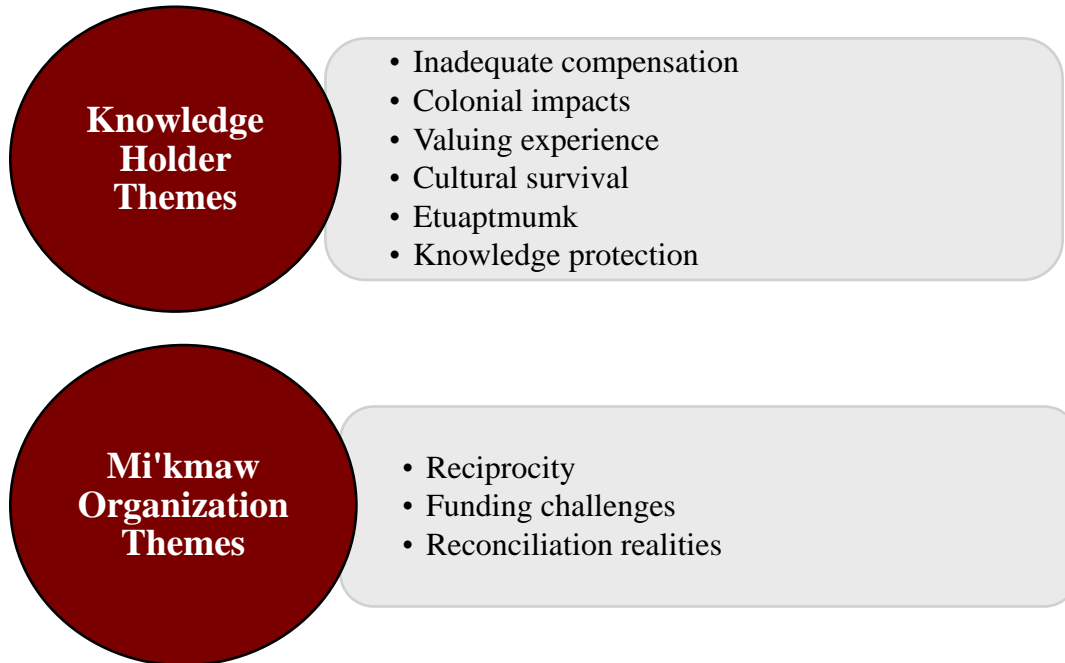 Knowledge
Holder
Themes
• Inadequate compensation
• Colonial impacts
• Valuing experience
• Cultural survival
• Etuaptmumk
• Knowledge protection
Mi'kmaw
Organization
Themes
• Reciprocity
• Funding challenges
• Reconciliation realities